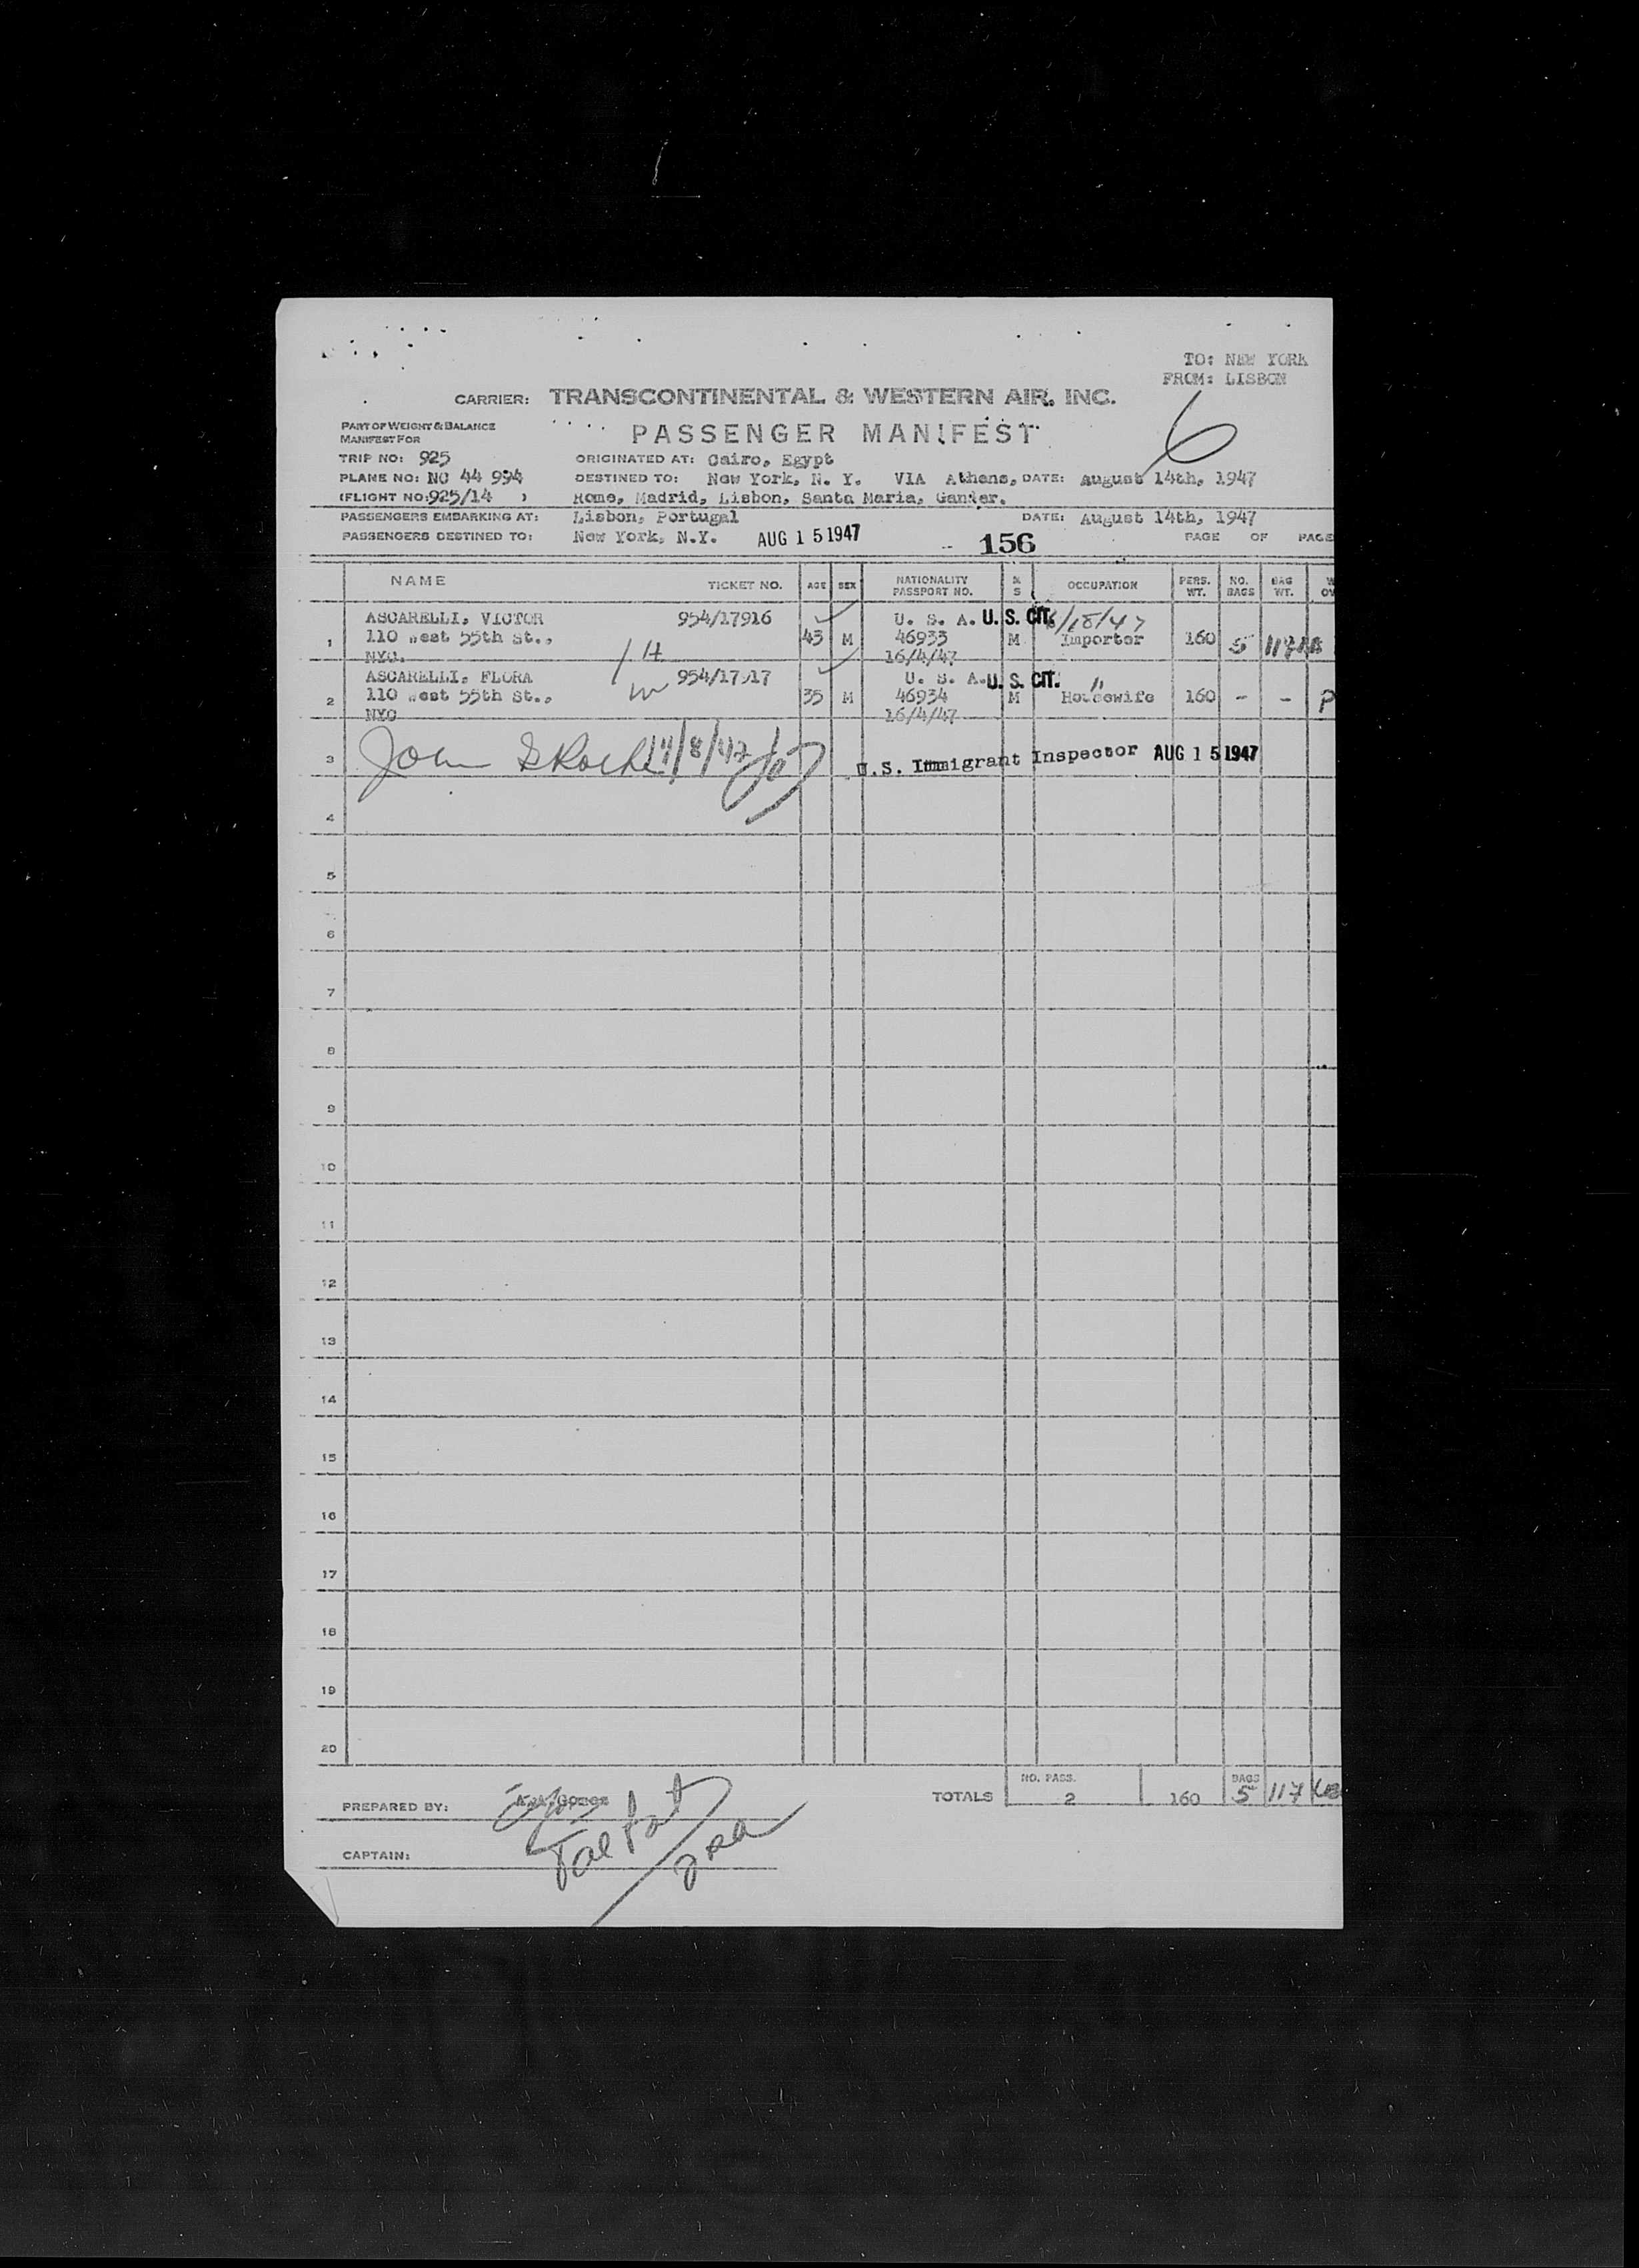 TO: NEW YORK
FROM: LISBON
CARRIER: TRANSCONTINENTAL & WESTERN AIR, INC.
PART OF WEIGHT & BALANCE
MANIFEST FOR
PASSENGER MANIFEST
6
TRIP NO: 925 ORIGINATED AT: Cairo, Egypt
PLANE NO: NC 44 994 DESTINED TO: New York, N. Y. VIA Athens, DATE: August 14th, 1947
(FLIGHT NO: 925/14 ) Rome, Madrid, Lisbon, Santa Maria, Gander.
PASSENGERS EMBARKING AT: Lisbon, Portugal DATE: August 14th, 1947
PASSENGERS DESTINED TO: New York, N.Y. AUG 15 1947 156 PAGE OF PAGE
NAME TICKET NO. AGE SEX NATIONALITY PASSPORT NO. M S OCCUPATION PERS. WT. NO. BAGS BAG WT.
ASCARELLI, VICTOR 954/17916 U. S. A. U. S. CIT.
1 110 West 55th St., 43 M 46933 M Importer 160 5 117
NYC. 16/4/47
ASCARELLI, FLORA 954/17917 U. S. A. U. S. CIT. "
2 110 West 55th St., 35 M 46934 M Housewife 160 - - P
NYC 16/4/47
3 John U.S. Immigrant Inspector AUG 15 1947
4
5
6
7
8
9
10
11
12
13
14
15
16
17
18
19
20
NO. PASS. BAGS
TOTALS 2 160 5 117
PREPARED BY: Gomes
CAPTAIN: